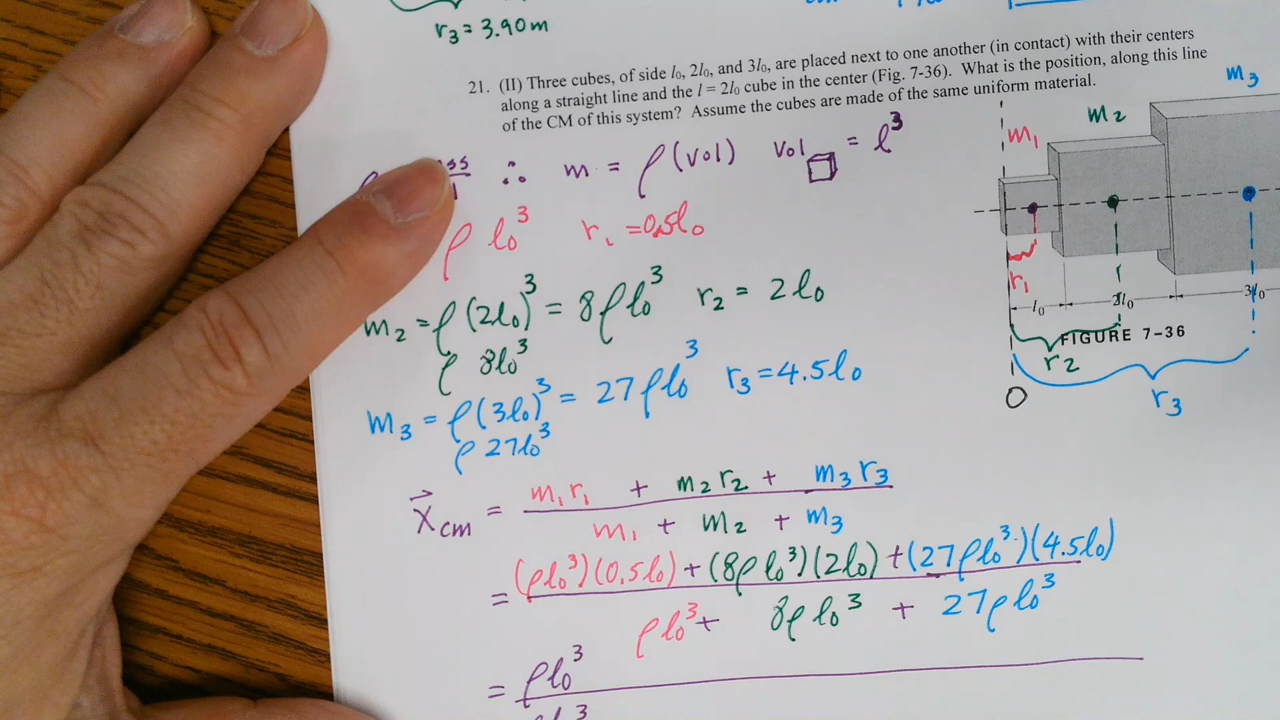 r₃ = 3.90 m
21. (II) Three cubes, of side l₀, 2l₀, and 3l₀, are placed next to one another (in contact) with their centers
along a straight line and the l = 2l₀ cube in the center (Fig. 7-36). What is the position, along this line
of the CM of this system? Assume the cubes are made of the same uniform material.
∴ m = ρ(vol) vol = l³
ρ l₀³ r₁ = 0.5l₀
m₂ = ρ(2l₀)³ = 8ρl₀³ r₂ = 2l₀
ρ 8l₀³
m₃ = ρ(3l₀)³ = 27ρl₀³ r₃ = 4.5l₀
ρ 27l₀³
x⃗cm = m₁r₁ + m₂r₂ + m₃r₃
m₁ + m₂ + m₃
= (ρl₀³)(0.5l₀) + (8ρl₀³)(2l₀) + (27ρl₀³)(4.5l₀)
ρl₀³ + 8ρl₀³ + 27ρl₀³
= ρl₀³
m₃
m₂
m₁
r₁
l₀ 2l₀ 3l₀
FIGURE 7-36
r₂
O
r₃